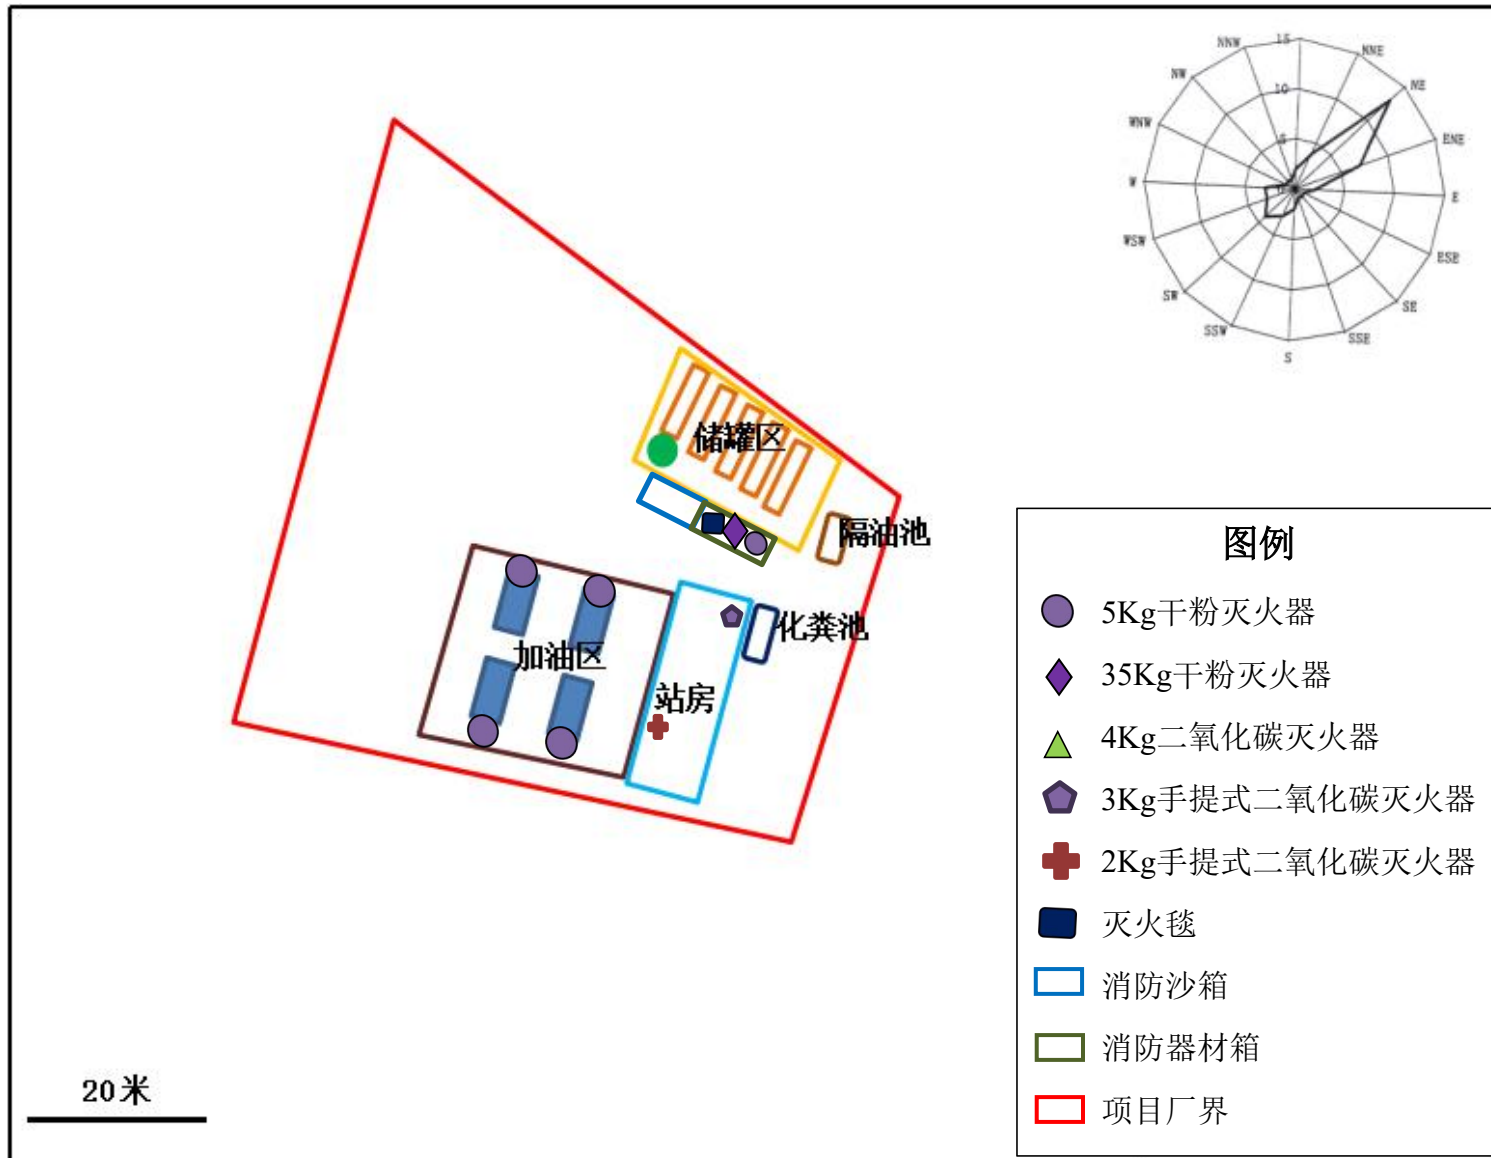 15
NNW
NNE
NW
NE
10
WNW
5
ENE
W
E
WSW
ESE
SW
SE
SSW
SSE
S
储罐区
隔油池
化粪池
加油区
站房
图例
5Kg干粉灭火器
35Kg干粉灭火器
4Kg二氧化碳灭火器
3Kg手提式二氧化碳灭火器
2Kg手提式二氧化碳灭火器
灭火毯
消防沙箱
消防器材箱
项目厂界
20米